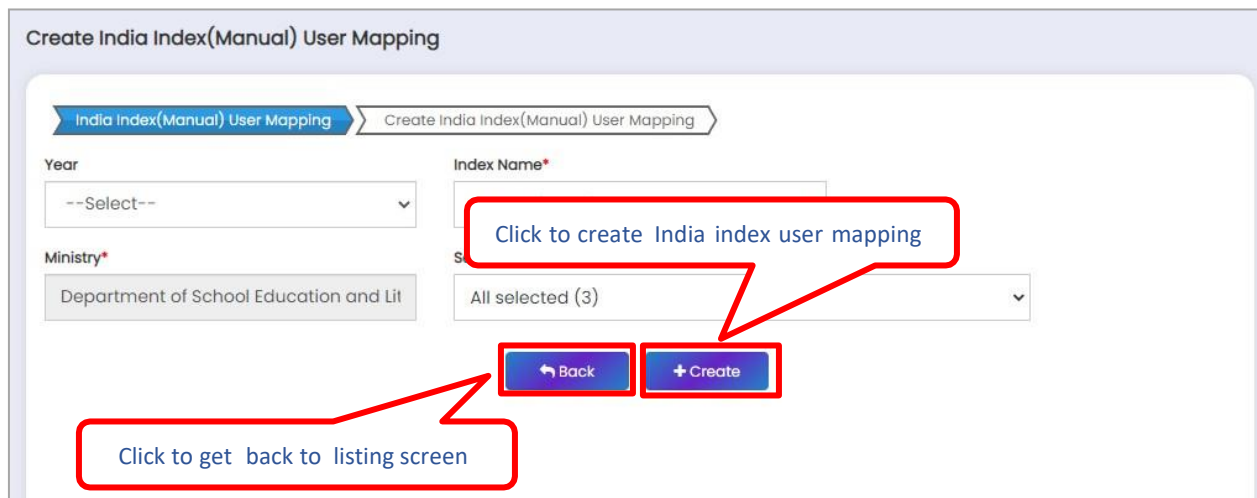 Create India Index(Manual) User Mapping
India Index(Manual) User Mapping
Create India Index(Manual) User Mapping
Year
Index Name*
--Select--
Click to create India index user mapping
Ministry*
Department of School Education and Lit
All selected (3)
Back
+ Create
Click to get back to listing screen